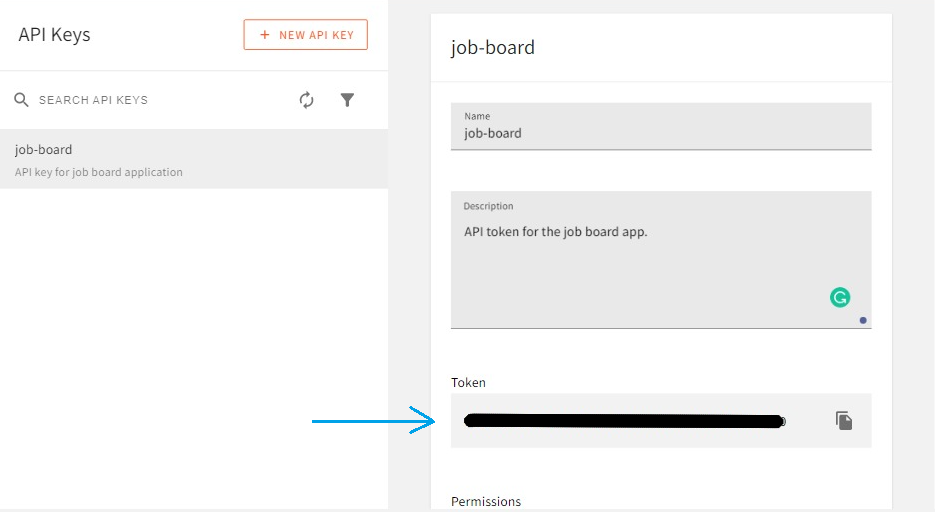 API Keys
+ NEW API KEY
SEARCH API KEYS
job-board
API key for job board application
job-board
Name
job-board
Description
API token for the job board app.
Token
Permissions